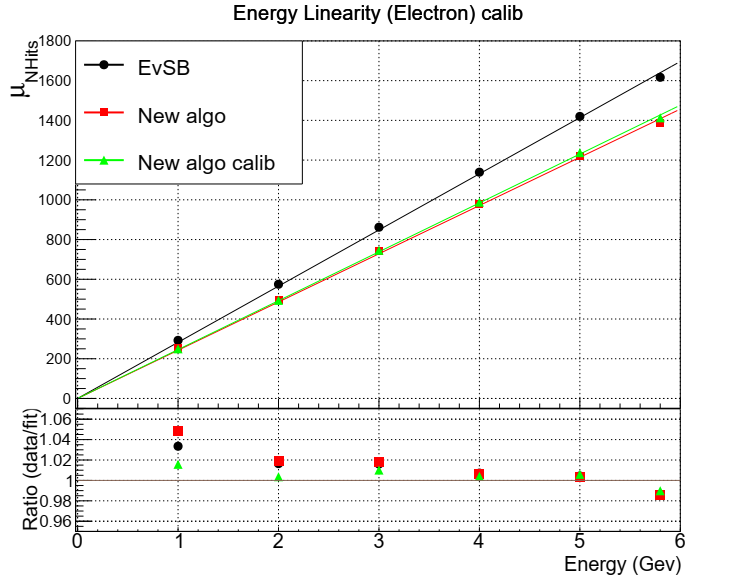 Energy Linearity (Electron) calib
μNHits
1800
1600
1400
1200
1000
800
600
400
200
0
EvSB
New algo
New algo calib
Ratio (data/fit)
1.06
1.04
1.02
1
0.98
0.96
0 1 2 3 4 5 6
Energy (Gev)